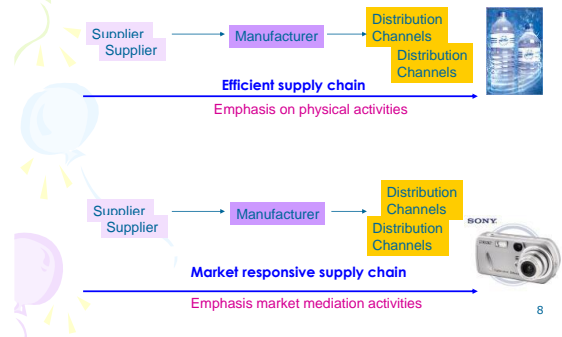 Supplier
Supplier
Manufacturer
Distribution
Channels
Distribution
Channels
Efficient supply chain
Emphasis on physical activities
Supplier
Supplier
Manufacturer
Distribution
Channels
Distribution
Channels
SONY
Market responsive supply chain
Emphasis market mediation activities
8